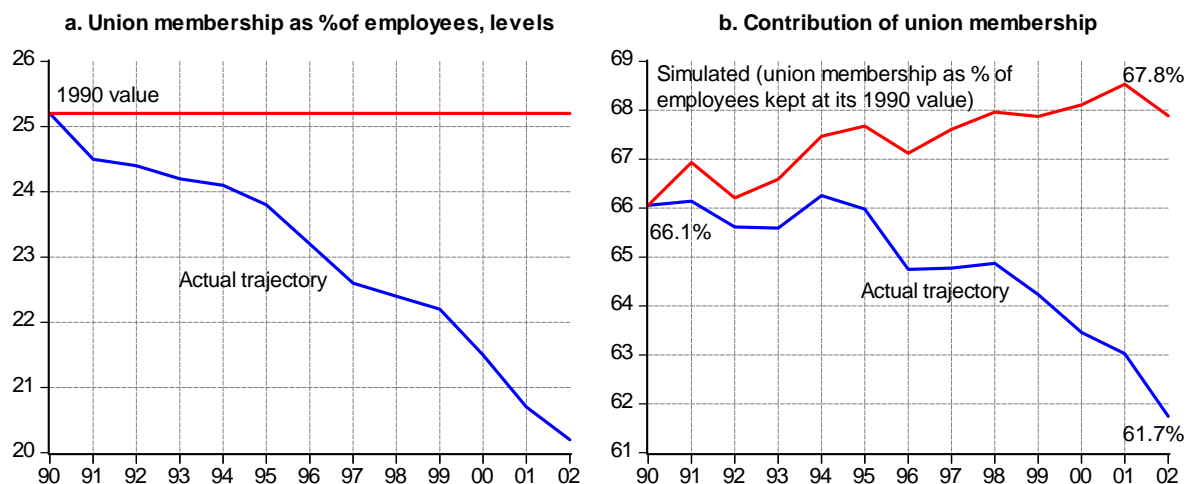 a. Union membership as %of employees, levels
26
25
24
23
22
21
20
1990 value
Actual trajectory
90 91 92 93 94 95 96 97 98 99 00 01 02
b. Contribution of union membership
69
68
67
66
65
64
63
62
61
Simulated (union membership as % of
employees kept at its 1990 value)
67.8%
66.1%
Actual trajectory
61.7%
90 91 92 93 94 95 96 97 98 99 00 01 02